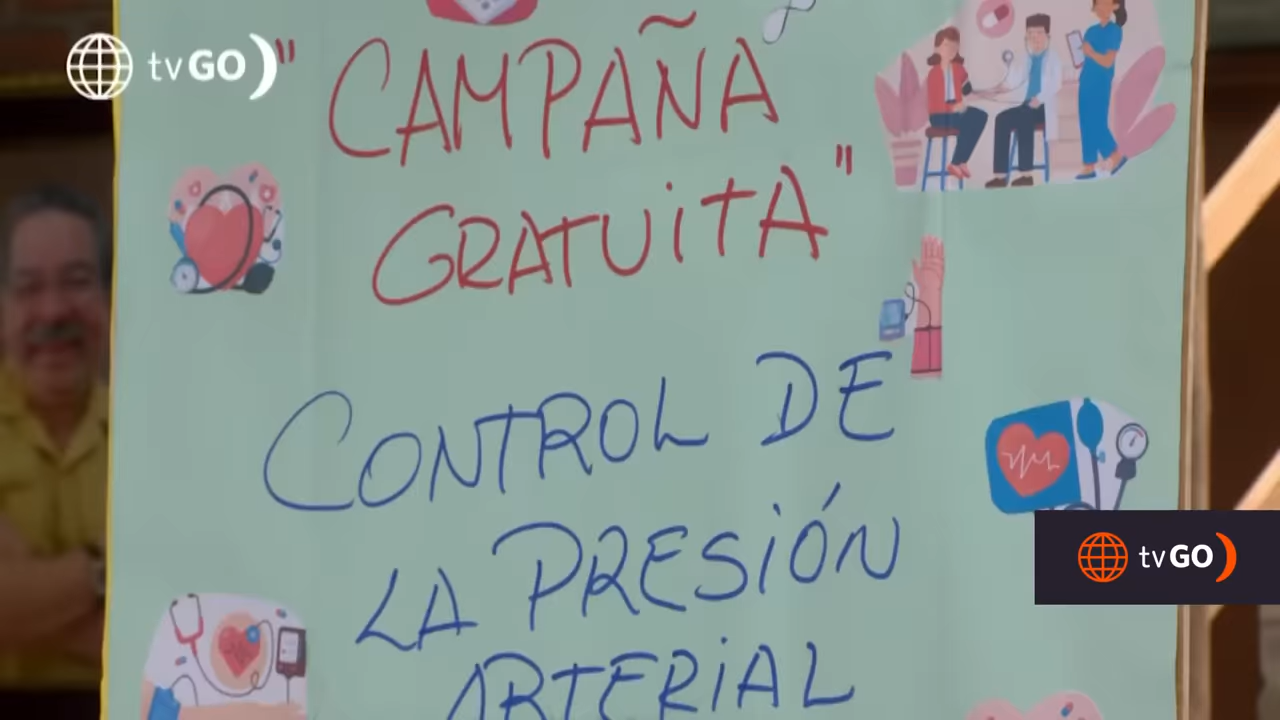 tvGO
"CAMPAÑA
GRATUiTA"
CONTROL DE
LA PRESiÓN
ARTERiAL
tvGO